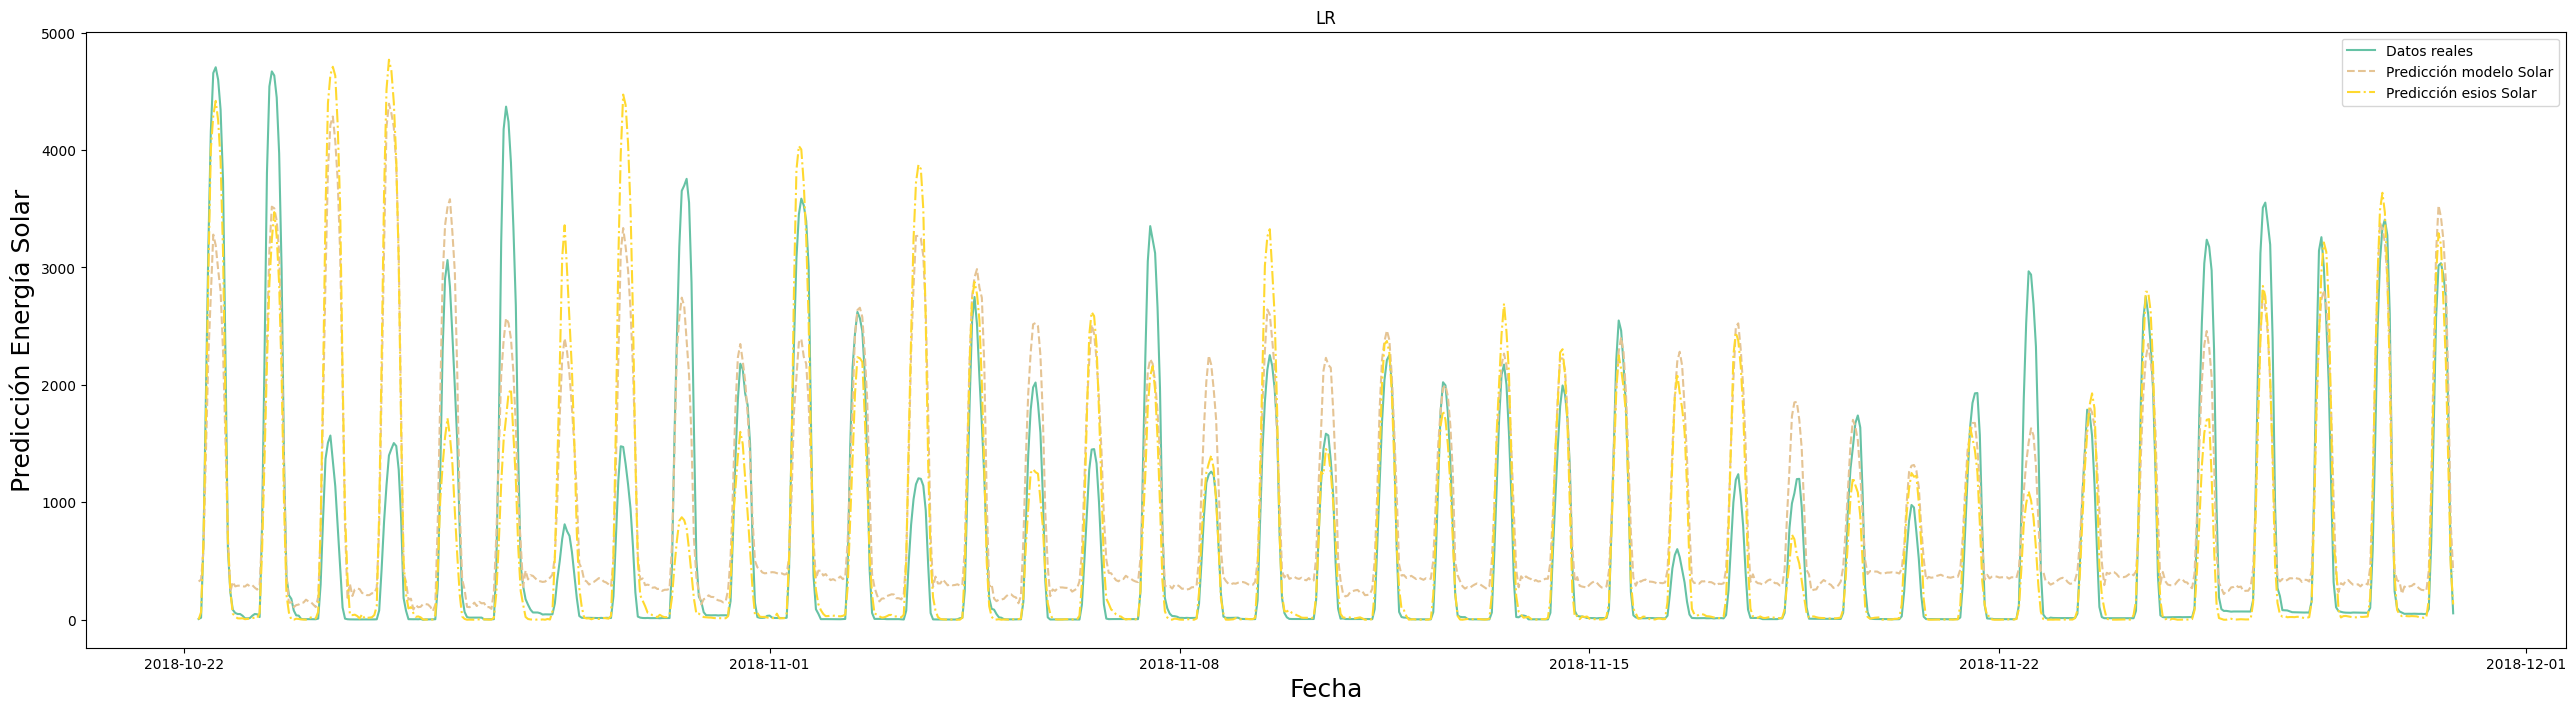 LR
Datos reales
Predicción modelo Solar
Predicción esios Solar
Predicción Energía Solar
5000
4000
3000
2000
1000
0
2018-10-22
2018-11-01
2018-11-08
2018-11-15
2018-11-22
2018-12-01
Fecha